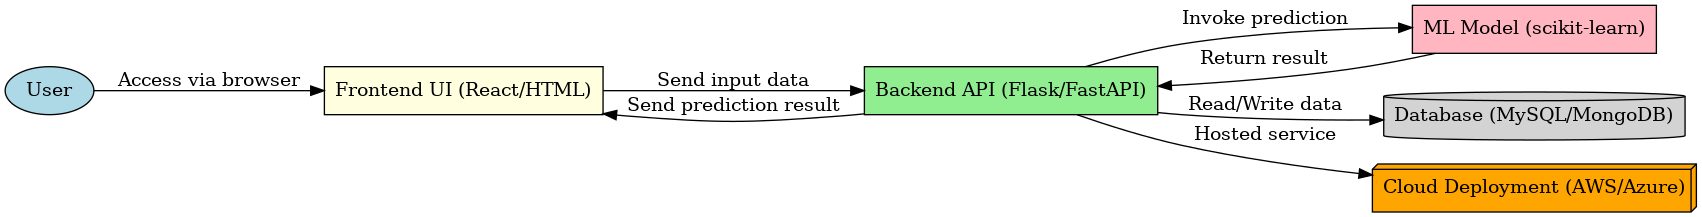 User
Access via browser
Frontend UI (React/HTML)
Send input data
Send prediction result
Backend API (Flask/FastAPI)
Invoke prediction
Return result
Read/Write data
Hosted service
ML Model (scikit-learn)
Database (MySQL/MongoDB)
Cloud Deployment (AWS/Azure)